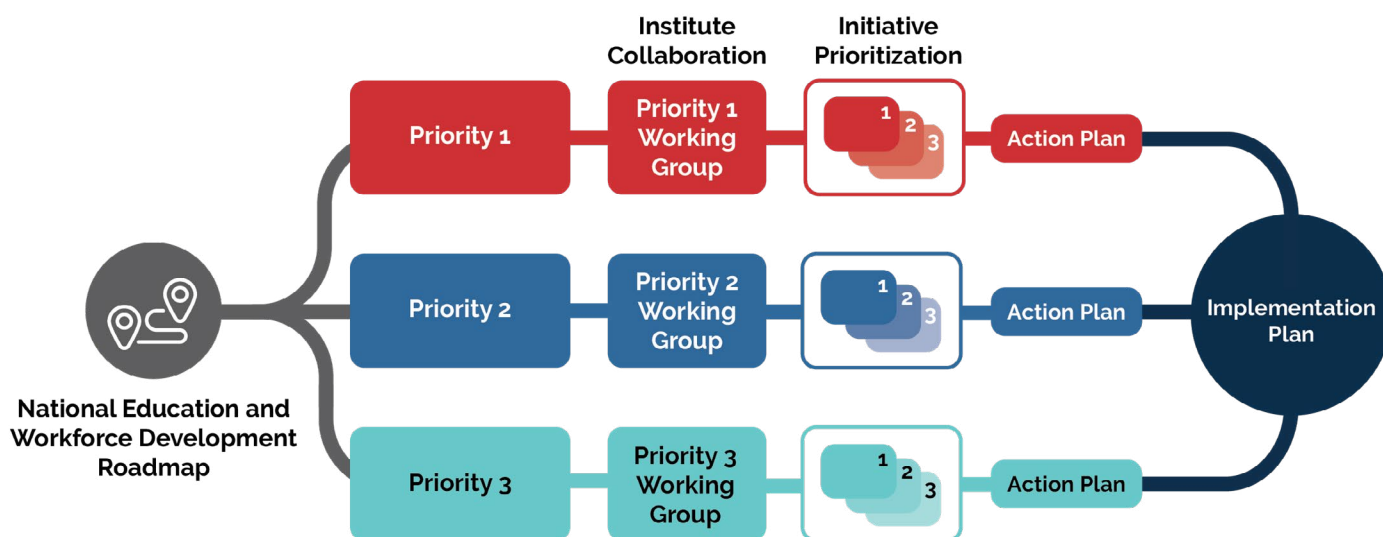 Institute
Collaboration
Initiative
Prioritization
Priority 1
Priority 1
Working
Group
1
2
3
Action Plan
Priority 2
Priority 2
Working
Group
1
2
3
Action Plan
Implementation
Plan
National Education and
Workforce Development
Roadmap
Priority 3
Priority 3
Working
Group
1
2
3
Action Plan